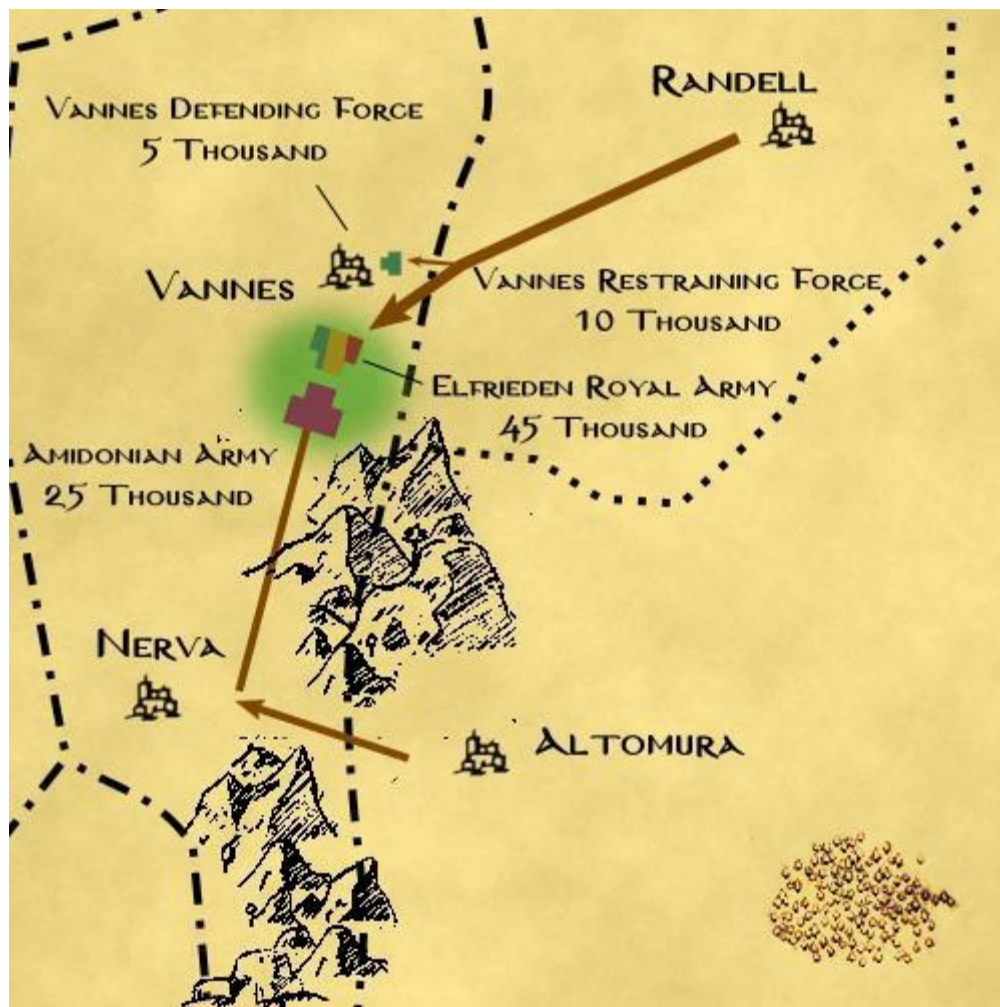 Randell
Vannes Defending Force
5 Thousand
Vannes
Vannes Restraining Force
10 Thousand
Elfrieden Royal Army
45 Thousand
Amidonian Army
25 Thousand
Nerva
Altomura